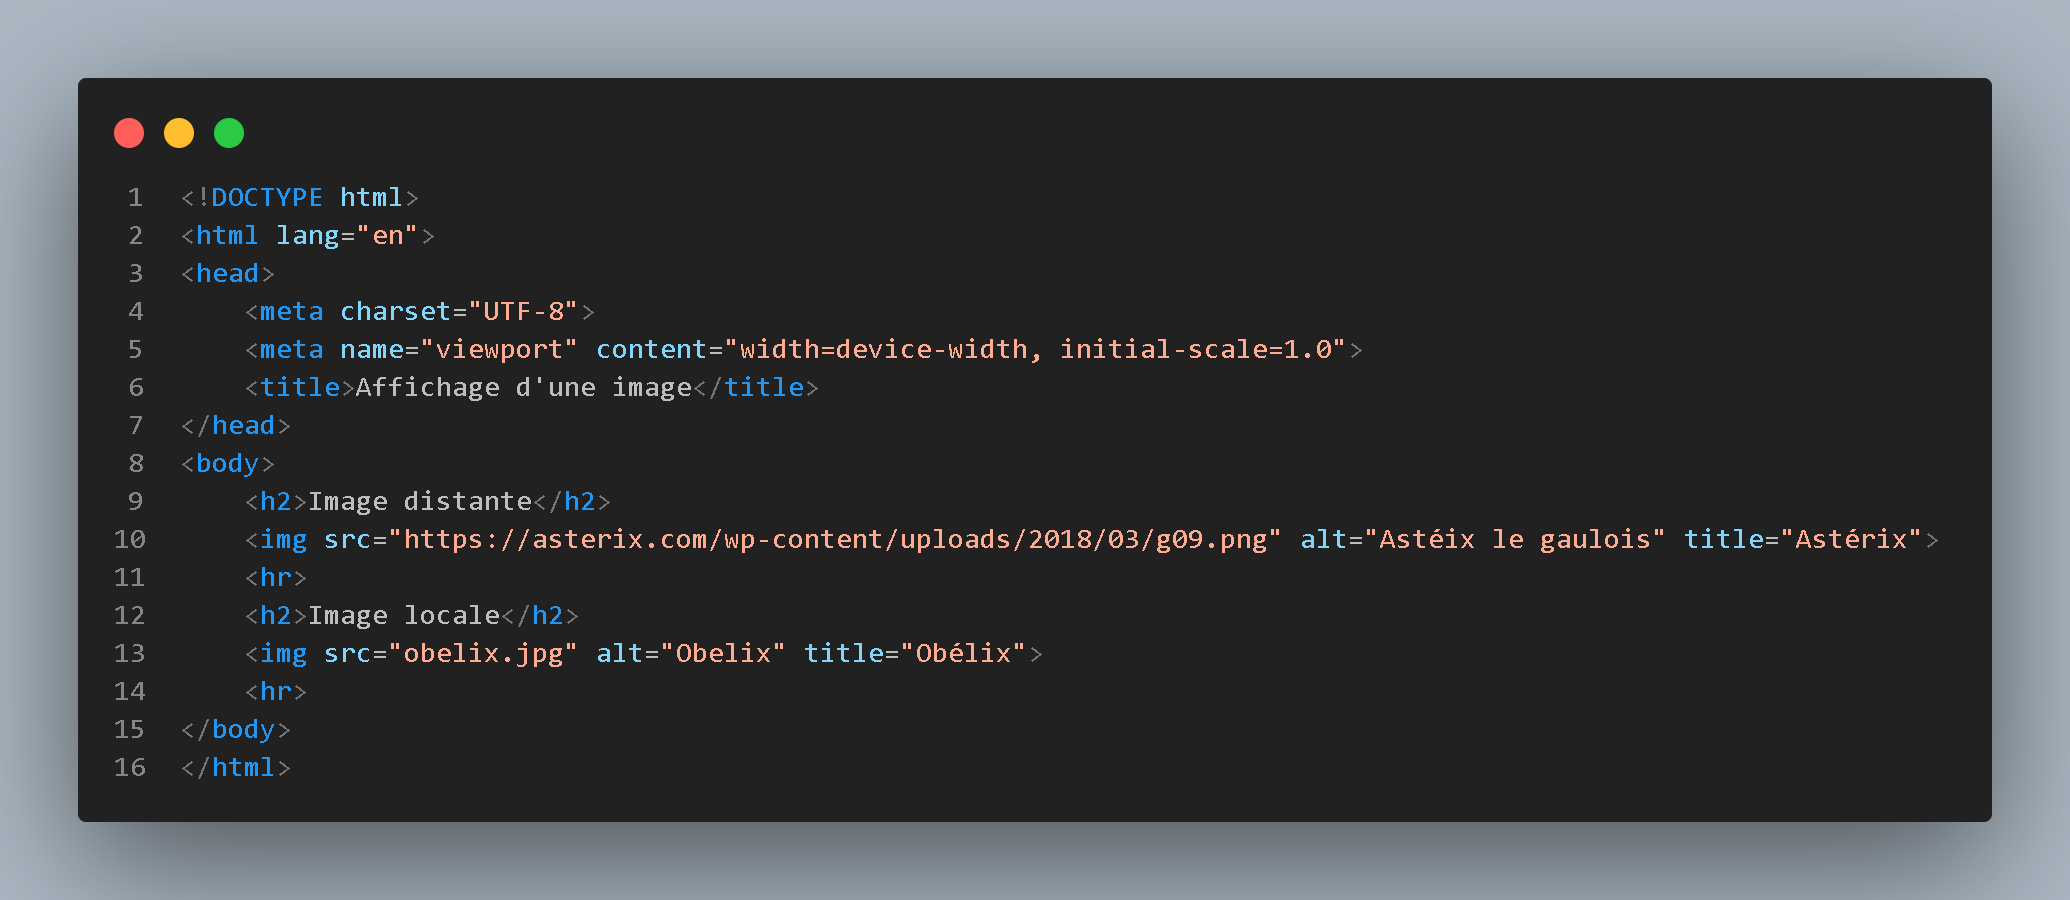 1 <!DOCTYPE html>
2 <html lang="en">
3 <head>
4     <meta charset="UTF-8">
5     <meta name="viewport" content="width=device-width, initial-scale=1.0">
6     <title>Affichage d'une image</title>
7 </head>
8 <body>
9     <h2>Image distante</h2>
10     <img src="https://asterix.com/wp-content/uploads/2018/03/g09.png" alt="Astéix le gaulois" title="Astérix">
11     <hr>
12     <h2>Image locale</h2>
13     <img src="obelix.jpg" alt="Obelix" title="Obélix">
14     <hr>
15 </body>
16 </html>